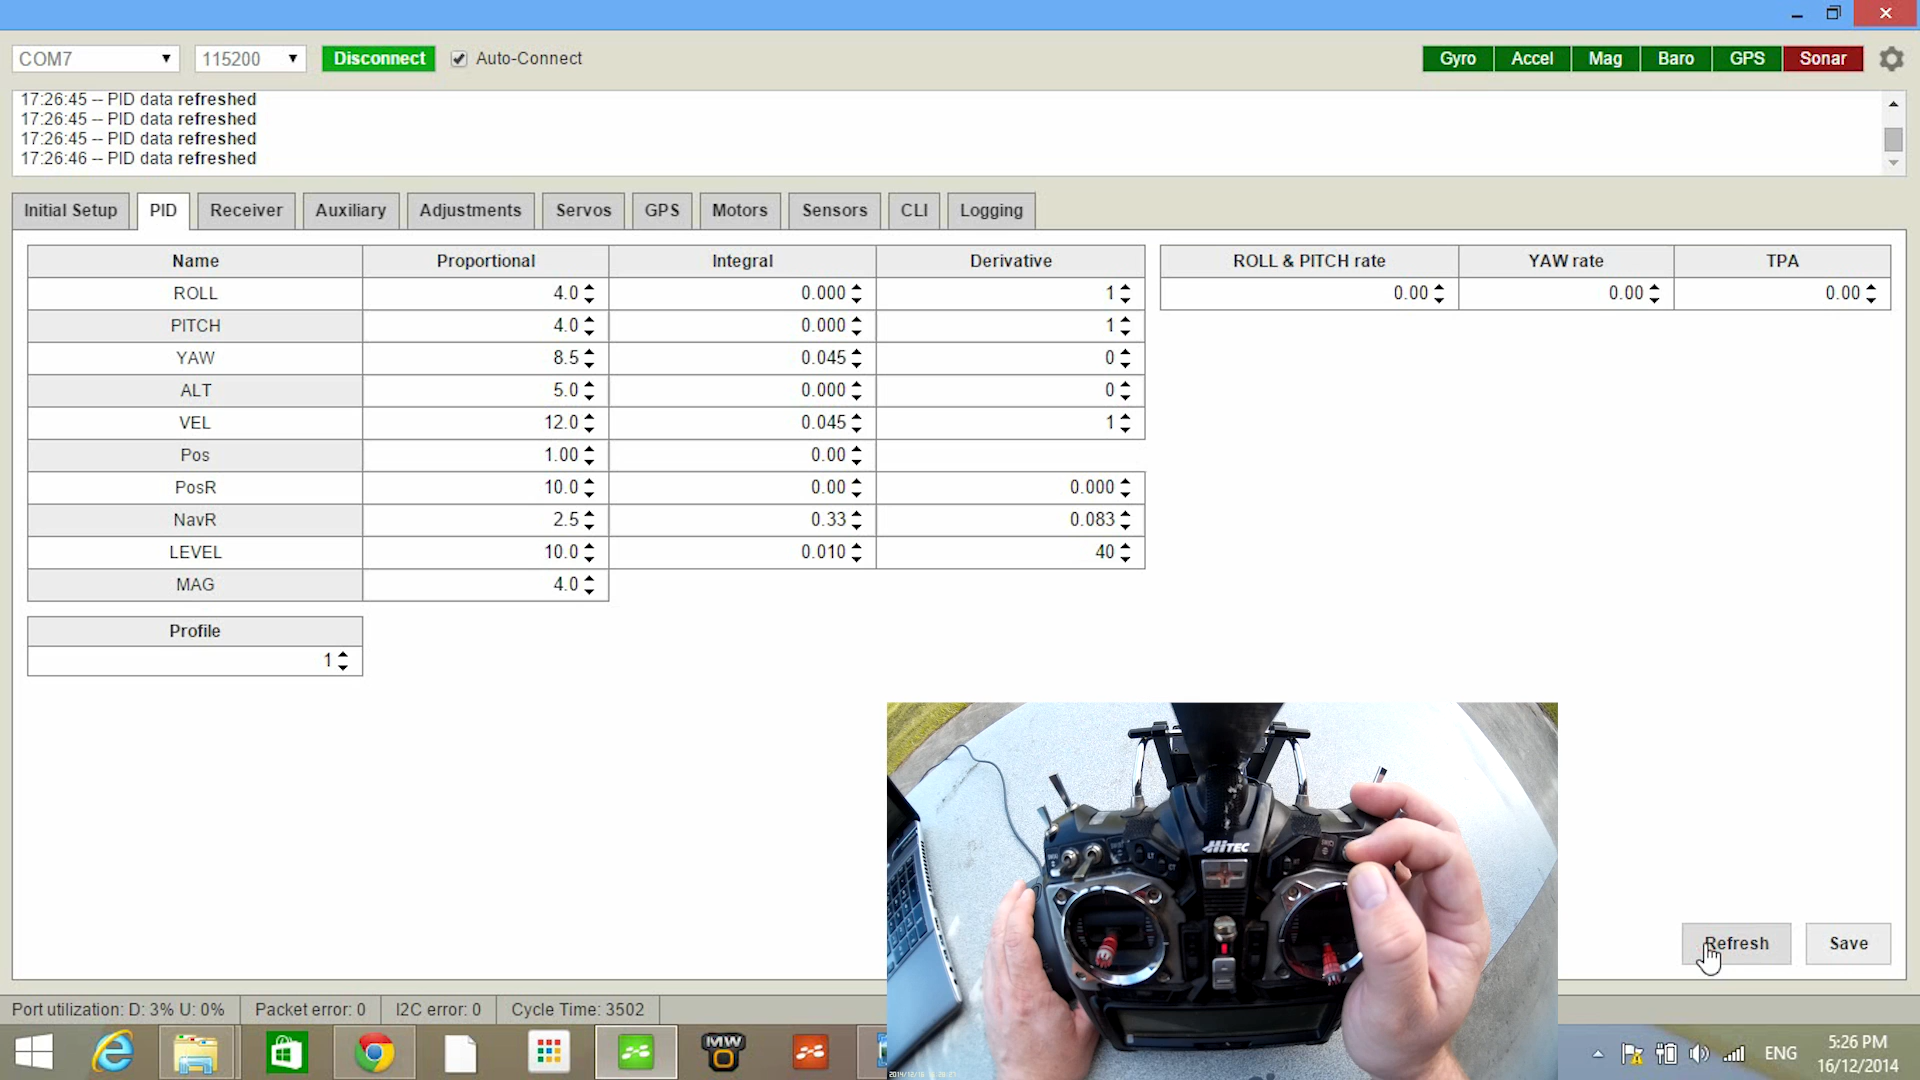 COM7 115200 Disconnect Auto-Connect Gyro Accel Mag Baro GPS Sonar
17:26:45 -- PID data refreshed
17:26:45 -- PID data refreshed
17:26:45 -- PID data refreshed
17:26:46 -- PID data refreshed
Initial Setup PID Receiver Auxiliary Adjustments Servos GPS Motors Sensors CLI Logging
Name Proportional Integral Derivative ROLL & PITCH rate YAW rate TPA
ROLL 4.0 0.000 1 0.00 0.00 0.00
PITCH 4.0 0.000 1
YAW 8.5 0.045 0
ALT 5.0 0.000 0
VEL 12.0 0.045 1
Pos 1.00 0.00
PosR 10.0 0.00 0.000
NavR 2.5 0.33 0.083
LEVEL 10.0 0.010 40
MAG 4.0
Profile
1
HiTEC
Refresh Save
Port utilization: D: 3% U: 0% Packet error: 0 I2C error: 0 Cycle Time: 3502
MW
ENG
5:26 PM
16/12/2014